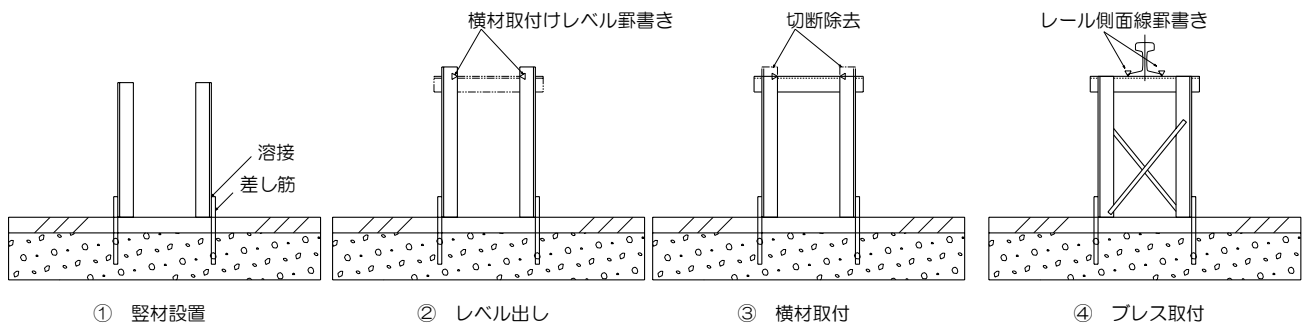 横材取付けレベル罫書き
切断除去
レール側面線罫書き
溶接
差し筋
① 竪材設置
② レベル出し
③ 横材取付
④ ブレス取付